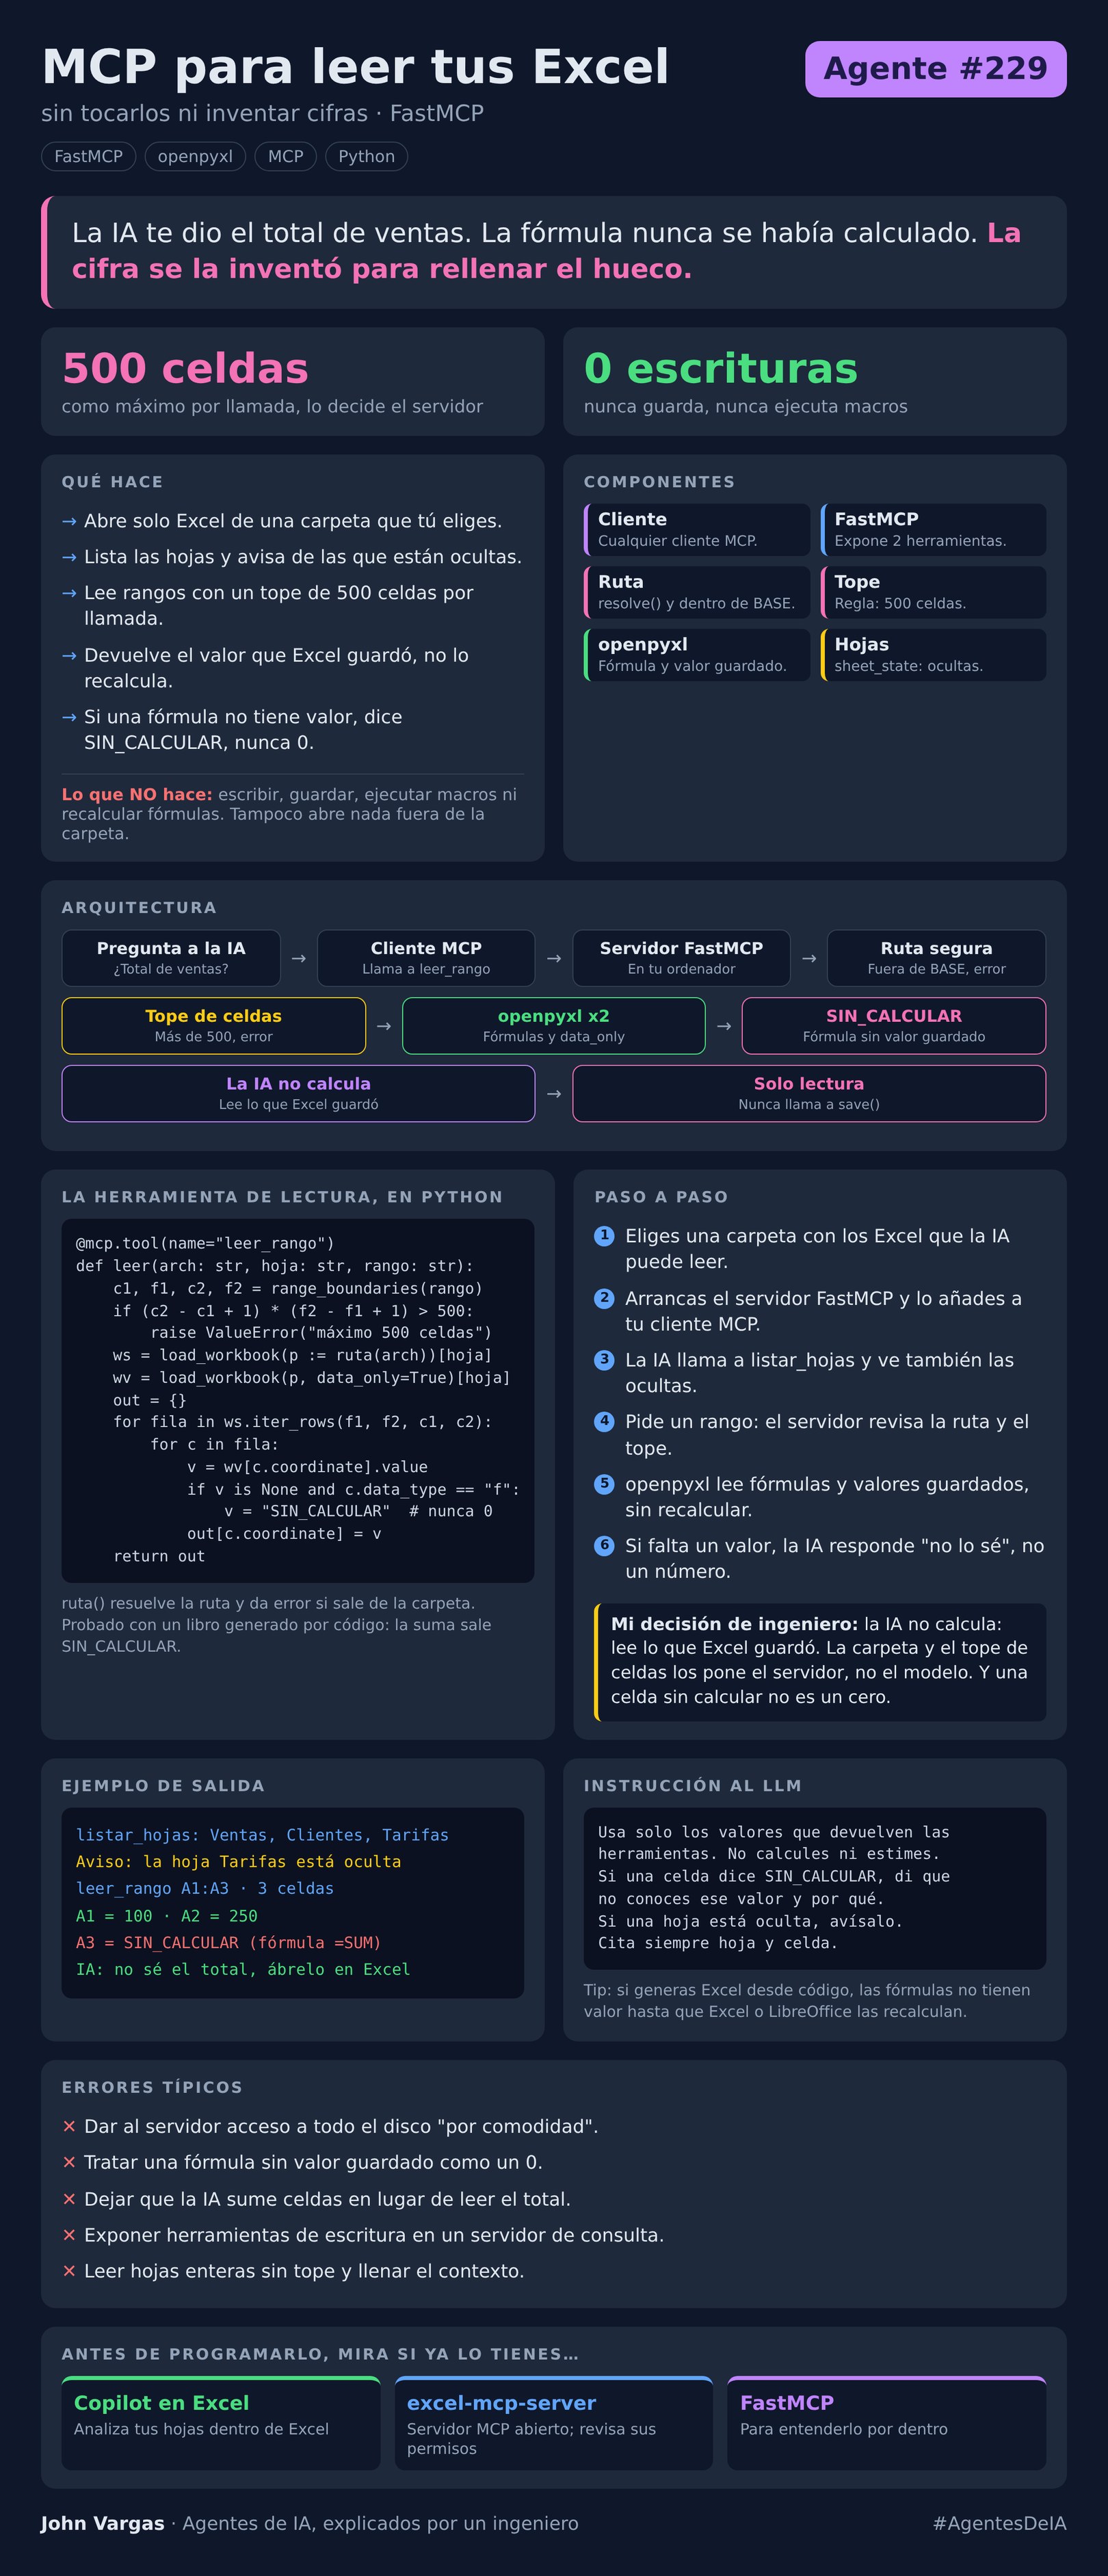 MCP para leer tus Excel
Agente #229
sin tocarlos ni inventar cifras · FastMCP
FastMCP
openpyxl
MCP
Python
La IA te dio el total de ventas. La fórmula nunca se había calculado. La
cifra se la inventó para rellenar el hueco.
500 celdas
como máximo por llamada, lo decide el servidor
0 escrituras
nunca guarda, nunca ejecuta macros
QUÉ HACE
→ Abre solo Excel de una carpeta que tú eliges.
→ Lista las hojas y avisa de las que están ocultas.
→ Lee rangos con un tope de 500 celdas por
llamada.
→ Devuelve el valor que Excel guardó, no lo
recalcula.
→ Si una fórmula no tiene valor, dice
SIN_CALCULAR, nunca 0.
Lo que NO hace: escribir, guardar, ejecutar macros ni
recalcular fórmulas. Tampoco abre nada fuera de la
carpeta.
COMPONENTES
Cliente
Cualquier cliente MCP.
FastMCP
Expone 2 herramientas.
Ruta
resolve() y dentro de BASE.
Tope
Regla: 500 celdas.
openpyxl
Fórmula y valor guardado.
Hojas
sheet_state: ocultas.
ARQUITECTURA
Pregunta a la IA
¿Total de ventas?
→
Cliente MCP
Llama a leer_rango
→
Servidor FastMCP
En tu ordenador
→
Ruta segura
Fuera de BASE, error
Tope de celdas
Más de 500, error
→
openpyxl x2
Fórmulas y data_only
→
SIN_CALCULAR
Fórmula sin valor guardado
La IA no calcula
Lee lo que Excel guardó
→
Solo lectura
Nunca llama a save()
LA HERRAMIENTA DE LECTURA, EN PYTHON
@mcp.tool(name="leer_rango")
def leer(arch: str, hoja: str, rango: str):
    c1, f1, c2, f2 = range_boundaries(rango)
    if (c2 - c1 + 1) * (f2 - f1 + 1) > 500:
        raise ValueError("máximo 500 celdas")
    ws = load_workbook(p := ruta(arch))[hoja]
    wv = load_workbook(p, data_only=True)[hoja]
    out = {}
    for fila in ws.iter_rows(f1, f2, c1, c2):
        for c in fila:
            v = wv[c.coordinate].value
            if v is None and c.data_type == "f":
                v = "SIN_CALCULAR"  # nunca 0
            out[c.coordinate] = v
    return out
ruta() resuelve la ruta y da error si sale de la carpeta.
Probado con un libro generado por código: la suma sale
SIN_CALCULAR.
PASO A PASO
1 Eliges una carpeta con los Excel que la IA
puede leer.
2 Arrancas el servidor FastMCP y lo añades a
tu cliente MCP.
3 La IA llama a listar_hojas y ve también las
ocultas.
4 Pide un rango: el servidor revisa la ruta y el
tope.
5 openpyxl lee fórmulas y valores guardados,
sin recalcular.
6 Si falta un valor, la IA responde "no lo sé", no
un número.
Mi decisión de ingeniero: la IA no calcula:
lee lo que Excel guardó. La carpeta y el tope de
celdas los pone el servidor, no el modelo. Y una
celda sin calcular no es un cero.
EJEMPLO DE SALIDA
listar_hojas: Ventas, Clientes, Tarifas
Aviso: la hoja Tarifas está oculta
leer_rango A1:A3 · 3 celdas
A1 = 100 · A2 = 250
A3 = SIN_CALCULAR (fórmula =SUM)
IA: no sé el total, ábrelo en Excel
INSTRUCCIÓN AL LLM
Usa solo los valores que devuelven las
herramientas. No calcules ni estimes.
Si una celda dice SIN_CALCULAR, di que
no conoces ese valor y por qué.
Si una hoja está oculta, avísalo.
Cita siempre hoja y celda.
Tip: si generas Excel desde código, las fórmulas no tienen
valor hasta que Excel o LibreOffice las recalculan.
ERRORES TÍPICOS
✕ Dar al servidor acceso a todo el disco "por comodidad".
✕ Tratar una fórmula sin valor guardado como un 0.
✕ Dejar que la IA sume celdas en lugar de leer el total.
✕ Exponer herramientas de escritura en un servidor de consulta.
✕ Leer hojas enteras sin tope y llenar el contexto.
ANTES DE PROGRAMARLO, MIRA SI YA LO TIENES…
Copilot en Excel
Analiza tus hojas dentro de Excel
excel-mcp-server
Servidor MCP abierto; revisa sus
permisos
FastMCP
Para entenderlo por dentro
John Vargas · Agentes de IA, explicados por un ingeniero
#AgentesDeIA